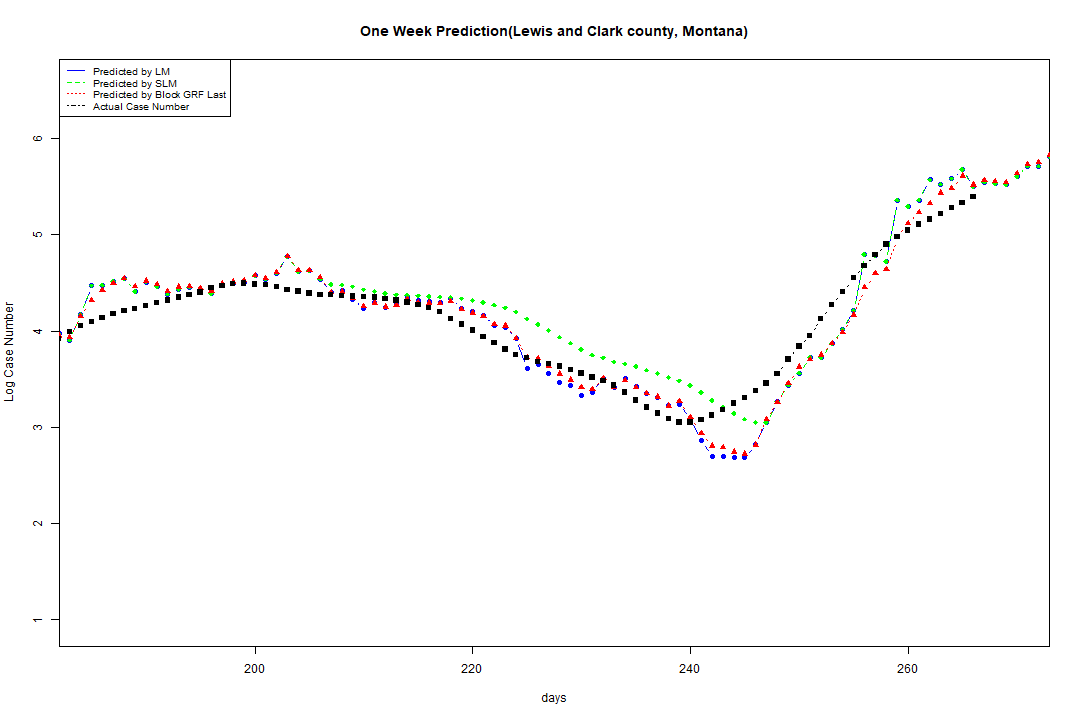 One Week Prediction(Lewis and Clark county, Montana)
Predicted by LM
Predicted by SLM
Predicted by Block GRF Last
Actual Case Number
6
5
4
3
2
1
Log Case Number
200 220 240 260
days